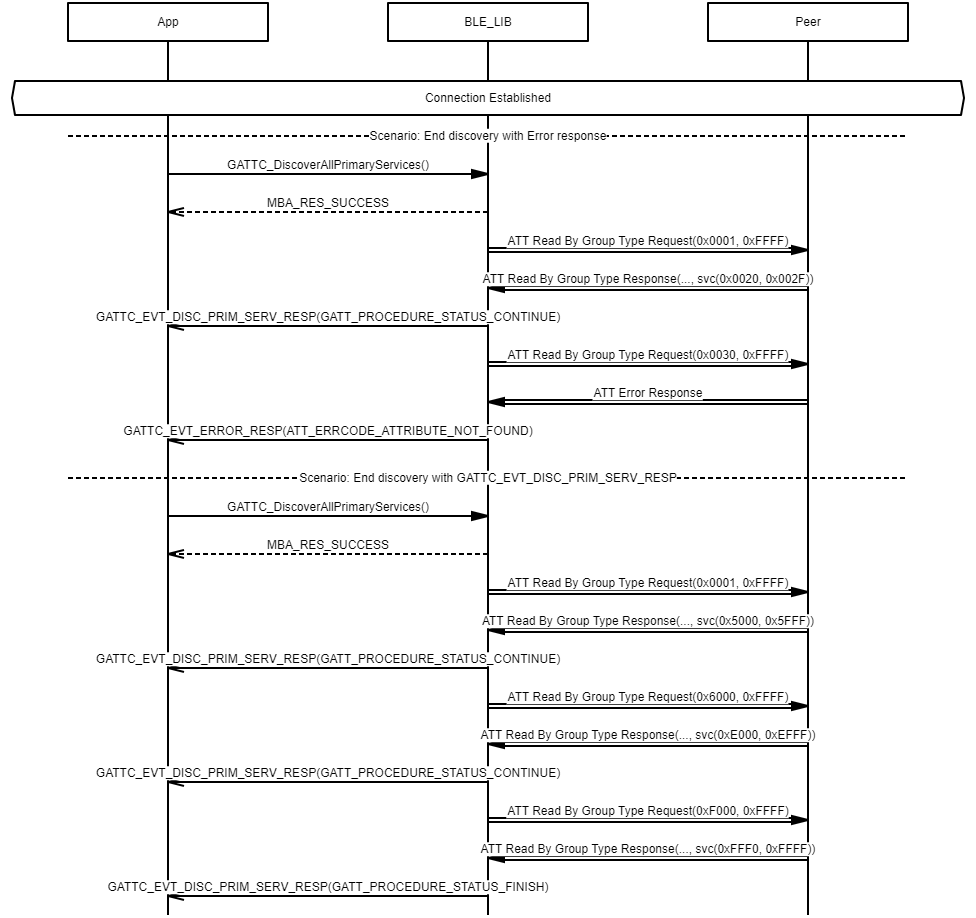 App
BLE_LIB
Peer
Connection Established
Scenario: End discovery with Error response
GATTC_DiscoverAllPrimaryServices()
MBA_RES_SUCCESS
ATT Read By Group Type Request(0x0001, 0xFFFF)
ATT Read By Group Type Response(..., svc(0x0020, 0x002F))
GATTC_EVT_DISC_PRIM_SERV_RESP(GATT_PROCEDURE_STATUS_CONTINUE)
ATT Read By Group Type Request(0x0030, 0xFFFF)
ATT Error Response
GATTC_EVT_ERROR_RESP(ATT_ERRCODE_ATTRIBUTE_NOT_FOUND)
Scenario: End discovery with GATTC_EVT_DISC_PRIM_SERV_RESP
GATTC_DiscoverAllPrimaryServices()
MBA_RES_SUCCESS
ATT Read By Group Type Request(0x0001, 0xFFFF)
ATT Read By Group Type Response(..., svc(0x5000, 0x5FFF))
GATTC_EVT_DISC_PRIM_SERV_RESP(GATT_PROCEDURE_STATUS_CONTINUE)
ATT Read By Group Type Request(0x6000, 0xFFFF)
ATT Read By Group Type Response(..., svc(0xE000, 0xEFFF))
GATTC_EVT_DISC_PRIM_SERV_RESP(GATT_PROCEDURE_STATUS_CONTINUE)
ATT Read By Group Type Request(0xF000, 0xFFFF)
ATT Read By Group Type Response(..., svc(0xFFF0, 0xFFFF))
GATTC_EVT_DISC_PRIM_SERV_RESP(GATT_PROCEDURE_STATUS_FINISH)